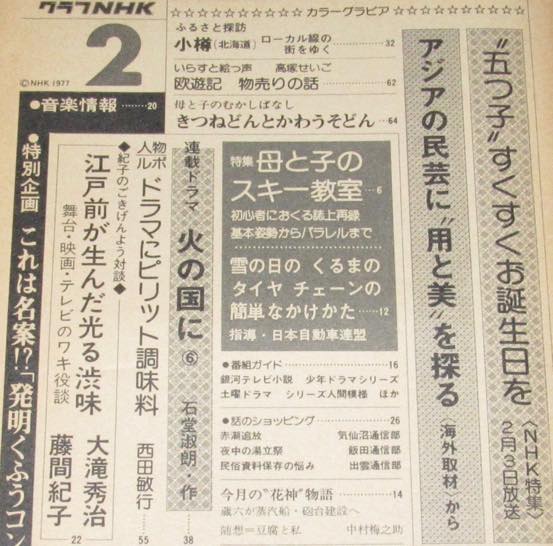 グラフNHK
2
©NHK 1977
カラーグラビア
ふるさと探訪
小樽(北海道) ローカル線の街をゆく 32
いらすと絵っ声 高塚せいご
欧遊記 物売りの話 62
母と子のむかしばなし
きつねどんとかわうそどん 64
“五つ子”すくすくお誕生日を
〈NHK特集〉
2月3日放送
アジアの民芸に“用と美”を探る
海外取材から
特集 母と子の
スキー教室 6
初心者におくる誌上再録
基本姿勢からパラレルまで
雪の日の くるまの
タイヤ チェーンの
簡単なかけかた 12
指導・日本自動車連盟
●番組ガイド 16
銀河テレビ小説 少年ドラマシリーズ
土曜ドラマ シリーズ人間模様 ほか
●話のショッピング 26
赤瀬追放 気仙沼通信部
夜中の湯立祭 飯田通信部
民俗資料保存の悩み 出雲通信部
今月の“花神”物語 14
蔵六が蒸汽船・砲台建設へ
随想=豆腐と私 中村梅之助
連載ドラマ 火の国に ⑥ 石堂淑朗 作 38
人物ルポ ドラマにピリット調味料 西田敏行 55
◆紀子のごきげんよう対談◆
江戸前が生んだ光る渋味 大滝秀治
舞台・映画・テレビのワキ役談 藤間紀子 22
●音楽情報 20
●特別企画 これは名案!?「発明くふうコン